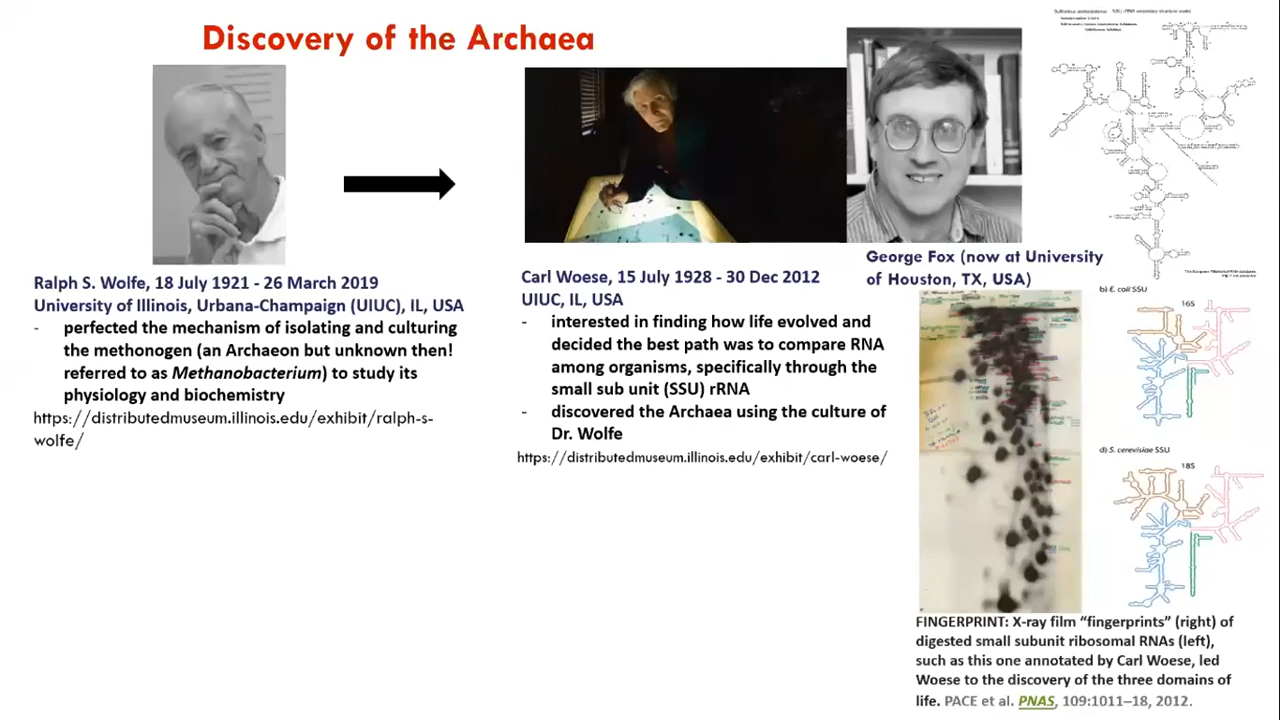 Discovery of the Archaea
Ralph S. Wolfe, 18 July 1921 - 26 March 2019
University of Illinois, Urbana-Champaign (UIUC), IL, USA
- perfected the mechanism of isolating and culturing
the methonogen (an Archaeon but unknown then!
referred to as Methanobacterium) to study its
physiology and biochemistry
https://distributedmuseum.illinois.edu/exhibit/ralph-s-
wolfe/
Carl Woese, 15 July 1928 - 30 Dec 2012
UIUC, IL, USA
- interested in finding how life evolved and
decided the best path was to compare RNA
among organisms, specifically through the
small sub unit (SSU) rRNA
- discovered the Archaea using the culture of
Dr. Wolfe
https://distributedmuseum.illinois.edu/exhibit/carl-woese/
George Fox (now at University
of Houston, TX, USA)
b) E. coli SSU
16S
d) S. cerevisiae SSU
18S
FINGERPRINT: X-ray film “fingerprints” (right) of
digested small subunit ribosomal RNAs (left),
such as this one annotated by Carl Woese, led
Woese to the discovery of the three domains of
life. PACE et al. PNAS, 109:1011–18, 2012.